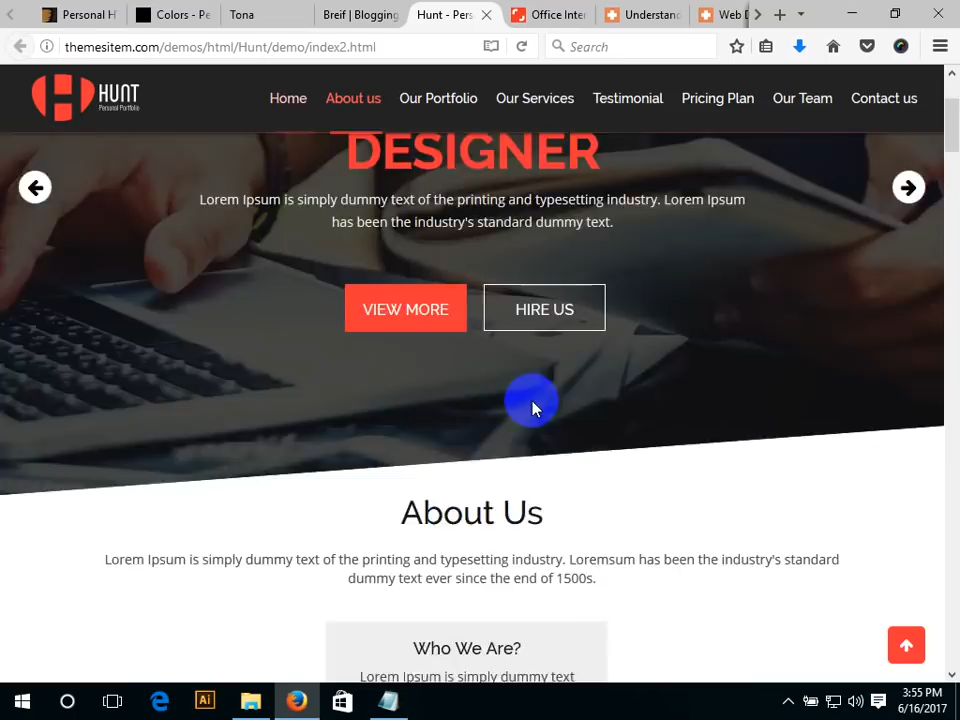 Personal H
Colors - Pe
Tona
Breif | Blogging
Hunt - Pers
Office Inter
Understand
Web D
themesitem.com/demos/html/Hunt/demo/index2.html
Search
HUNT
Personal Portfolio
Home
About us
Our Portfolio
Our Services
Testimonial
Pricing Plan
Our Team
Contact us
DESIGNER
Lorem Ipsum is simply dummy text of the printing and typesetting industry. Lorem Ipsum
has been the industry's standard dummy text.
VIEW MORE
HIRE US
About Us
Lorem Ipsum is simply dummy text of the printing and typesetting industry. Loremsum has been the industry's standard
dummy text ever since the end of 1500s.
Who We Are?
Lorem Ipsum is simply dummy text
Ai
3:55 PM
6/16/2017